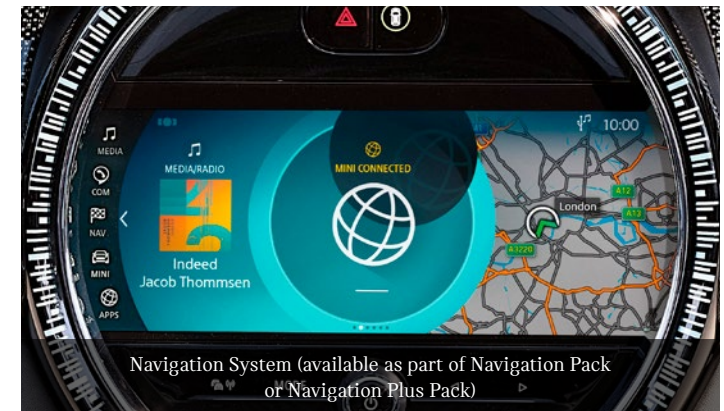 10:00
MEDIA
COM
NAV
MINI
APPS
MEDIA/RADIO
Indeed
Jacob Thommsen
MINI CONNECTED
London
A12
A13
A3220
Navigation System (available as part of Navigation Pack
or Navigation Plus Pack)